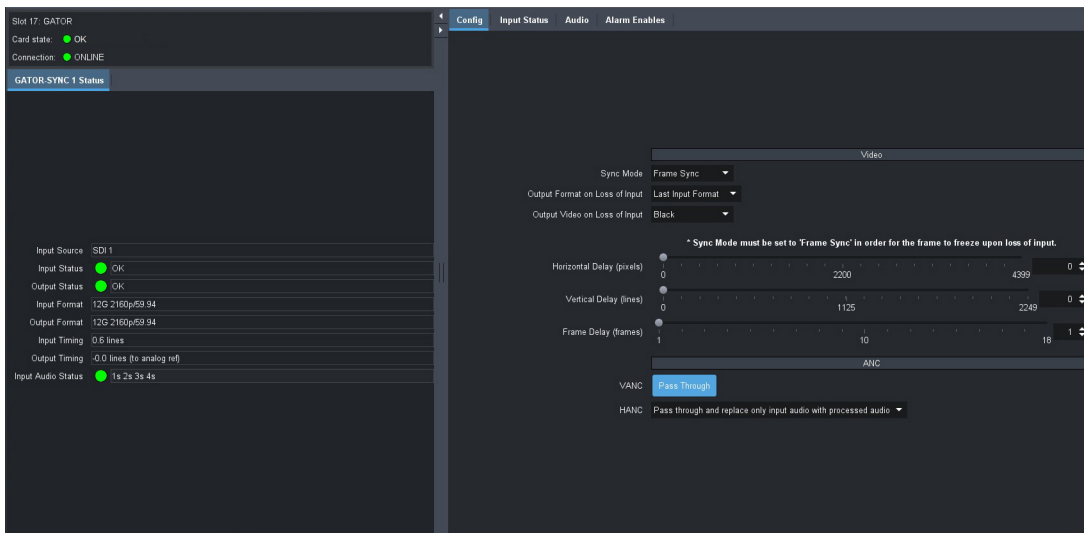 Slot 17: GATOR
Card state: OK
Connection: ONLINE
GATOR-SYNC 1 Status
Input Source SDI 1
Input Status OK
Output Status OK
Input Format 12G 2160p/59.94
Output Format 12G 2160p/59.94
Input Timing 0.6 lines
Output Timing -0.0 lines (to analog ref)
Input Audio Status 1s 2s 3s 4s
Config Input Status Audio Alarm Enables
Video
Sync Mode Frame Sync
Output Format on Loss of Input Last Input Format
Output Video on Loss of Input Black
* Sync Mode must be set to 'Frame Sync' in order for the frame to freeze upon loss of input.
Horizontal Delay (pixels) 0
0 2200 4399
Vertical Delay (lines) 0
0 1125 2249
Frame Delay (frames) 1
1 10 18
ANC
VANC Pass Through
HANC Pass through and replace only input audio with processed audio